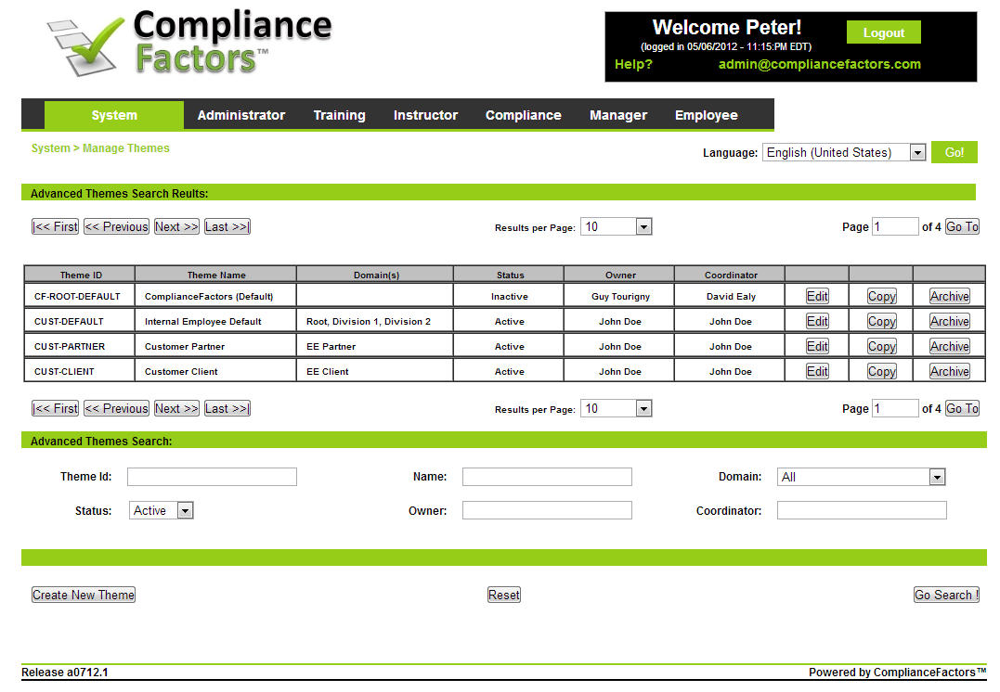 Compliance
Factors™
Welcome Peter!
Logout
(logged in 05/06/2012 - 11:15:PM EDT)
Help? admin@compliancefactors.com
System Administrator Training Instructor Compliance Manager Employee
System > Manage Themes
Language: English (United States) Go!
Advanced Themes Search Reults:
|<< First << Previous Next >> Last >>| Results per Page: 10 Page 1 of 4 Go To
Theme ID Theme Name Domain(s) Status Owner Coordinator
CF-ROOT-DEFAULT ComplianceFactors (Default) Inactive Guy Tourigny David Ealy Edit Copy Archive
CUST-DEFAULT Internal Employee Default Root, Division 1, Division 2 Active John Doe John Doe Edit Copy Archive
CUST-PARTNER Customer Partner EE Partner Active John Doe John Doe Edit Copy Archive
CUST-CLIENT Customer Client EE Client Active John Doe John Doe Edit Copy Archive
|<< First << Previous Next >> Last >>| Results per Page: 10 Page 1 of 4 Go To
Advanced Themes Search:
Theme Id: Name: Domain: All
Status: Active Owner: Coordinator:
Create New Theme Reset Go Search !
Release a0712.1 Powered by ComplianceFactors™